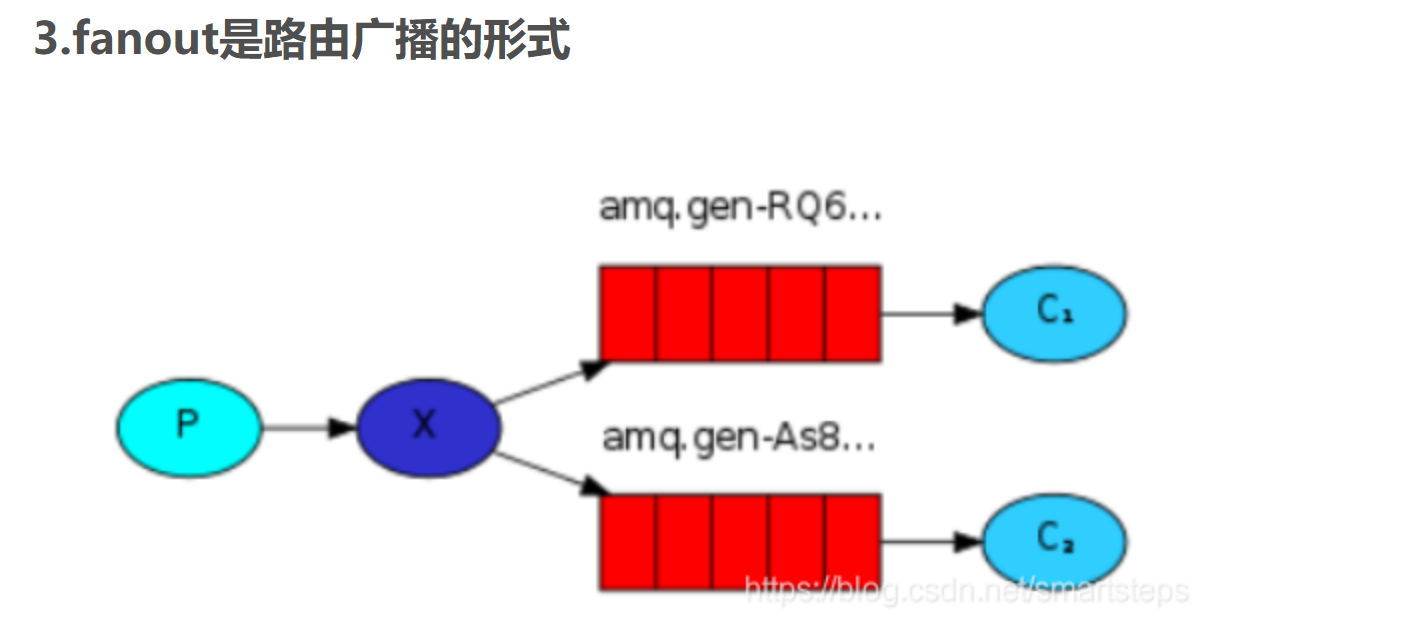 3.fanout是路由广播的形式
amq.gen-RQ6...
C₁
P
X
amq.gen-As8...
C₂
https://blog.csdn.net/smartsteps